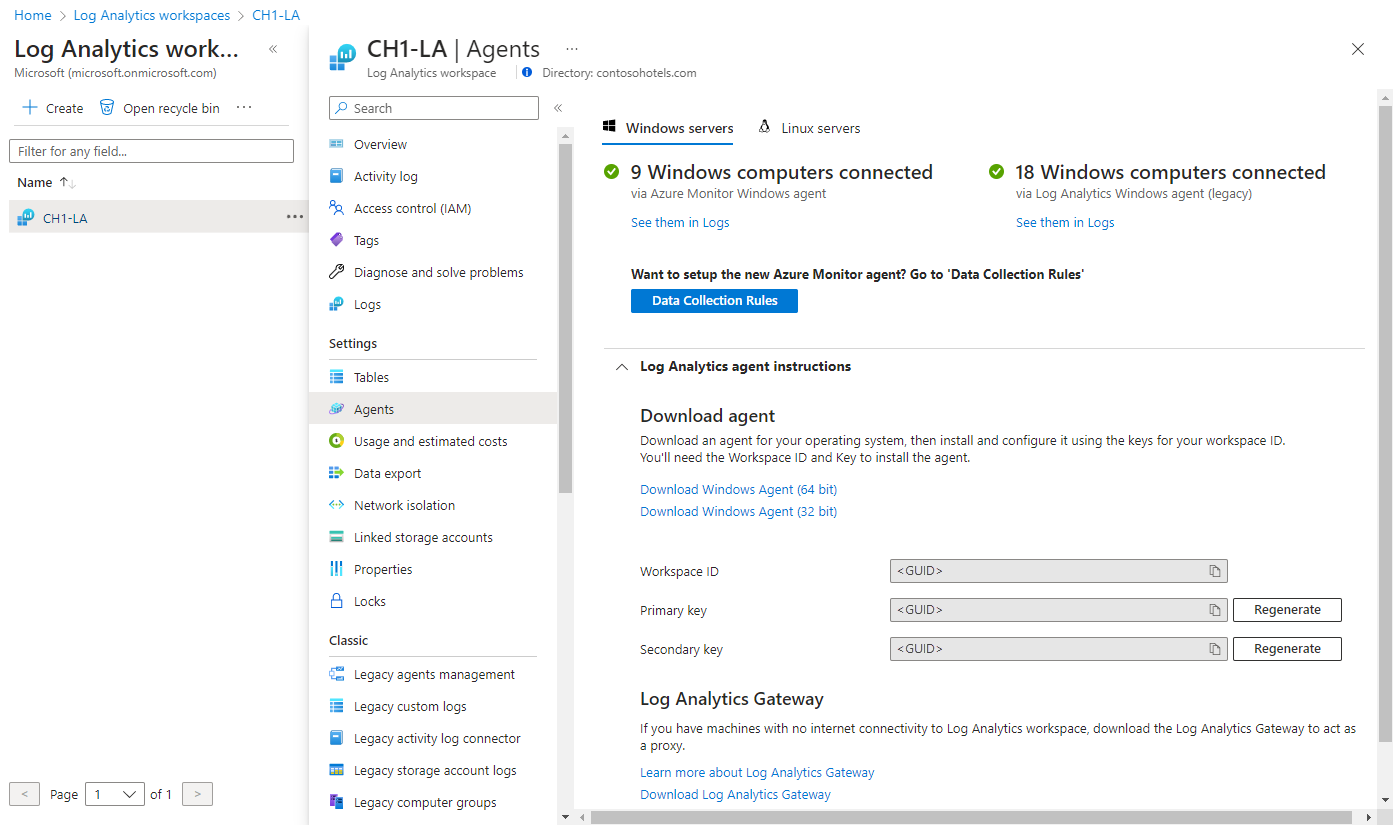 Home > Log Analytics workspaces > CH1-LA
Log Analytics work... «
Microsoft (microsoft.onmicrosoft.com)
+ Create Open recycle bin ...
Filter for any field...
Name ↑↓
CH1-LA ...
< Page 1 of 1 >
CH1-LA | Agents ...
Log Analytics workspace
Directory: contosohotels.com
Search «
Overview
Activity log
Access control (IAM)
Tags
Diagnose and solve problems
Logs
Settings
Tables
Agents
Usage and estimated costs
Data export
Network isolation
Linked storage accounts
Properties
Locks
Classic
Legacy agents management
Legacy custom logs
Legacy activity log connector
Legacy storage account logs
Legacy computer groups
Windows servers Linux servers
9 Windows computers connected
via Azure Monitor Windows agent
See them in Logs
18 Windows computers connected
via Log Analytics Windows agent (legacy)
See them in Logs
Want to setup the new Azure Monitor agent? Go to 'Data Collection Rules'
Data Collection Rules
Log Analytics agent instructions
Download agent
Download an agent for your operating system, then install and configure it using the keys for your workspace ID.
You'll need the Workspace ID and Key to install the agent.
Download Windows Agent (64 bit)
Download Windows Agent (32 bit)
Workspace ID <GUID>
Primary key <GUID> Regenerate
Secondary key <GUID> Regenerate
Log Analytics Gateway
If you have machines with no internet connectivity to Log Analytics workspace, download the Log Analytics Gateway to act as
a proxy.
Learn more about Log Analytics Gateway
Download Log Analytics Gateway